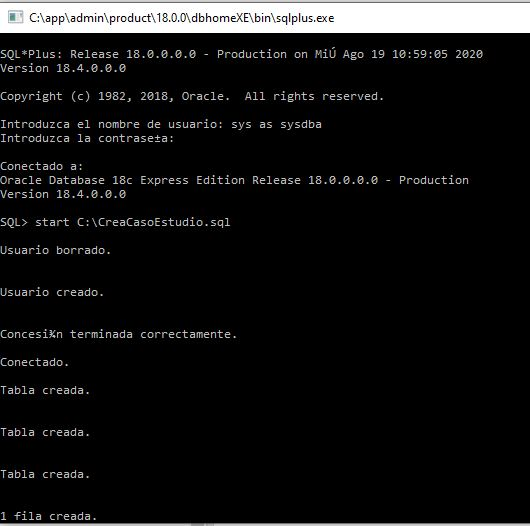 C:\app\admin\product\18.0.0\dbhomeXE\bin\sqlplus.exe
SQL*Plus: Release 18.0.0.0.0 - Production on MiÚ Ago 19 10:59:05 2020
Version 18.4.0.0.0
Copyright (c) 1982, 2018, Oracle.  All rights reserved.
Introduzca el nombre de usuario: sys as sysdba
Introduzca la contrase±a:
Conectado a:
Oracle Database 18c Express Edition Release 18.0.0.0.0 - Production
Version 18.4.0.0.0
SQL> start C:\CreaCasoEstudio.sql
Usuario borrado.
Usuario creado.
Concesi¾n terminada correctamente.
Conectado.
Tabla creada.
Tabla creada.
Tabla creada.
1 fila creada.